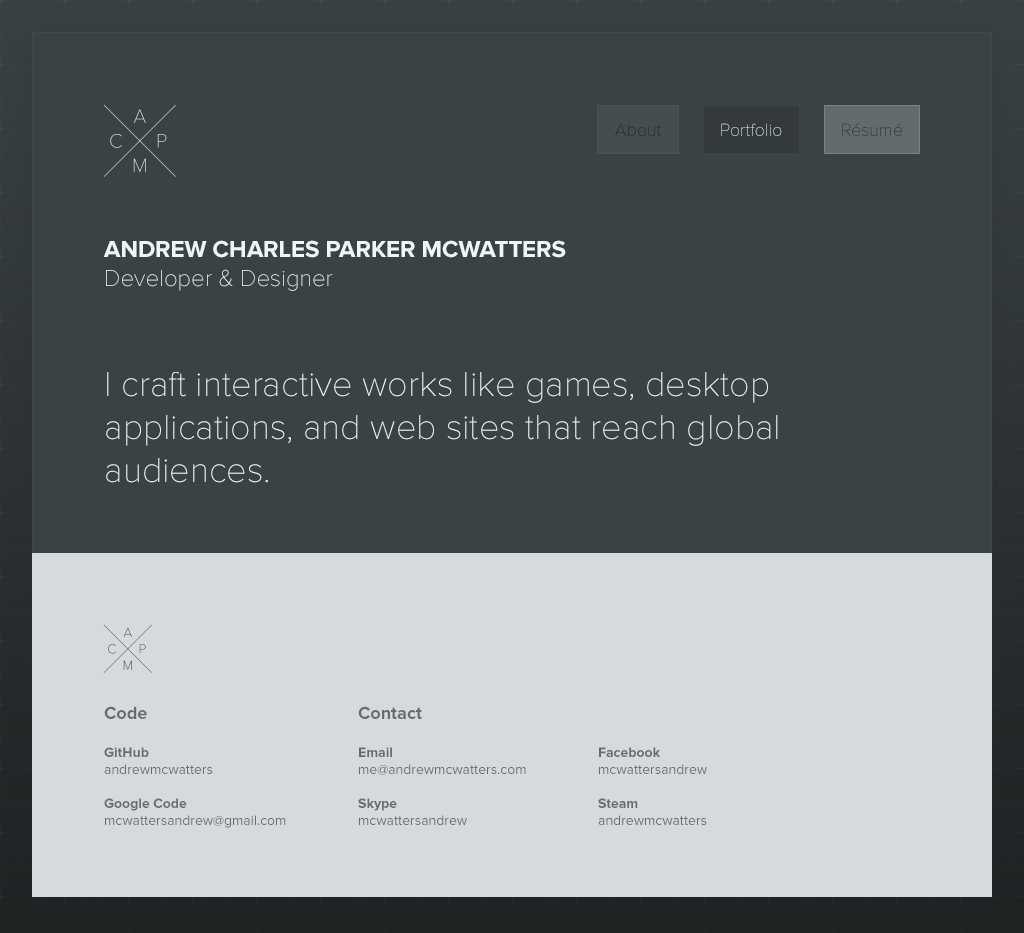 A
C P
M
About Portfolio Résumé
ANDREW CHARLES PARKER MCWATTERS
Developer & Designer
I craft interactive works like games, desktop
applications, and web sites that reach global
audiences.
A
C P
M
Code Contact
GitHub Email Facebook
andrewmcwatters me@andrewmcwatters.com mcwattersandrew
Google Code Skype Steam
mcwattersandrew@gmail.com mcwattersandrew andrewmcwatters